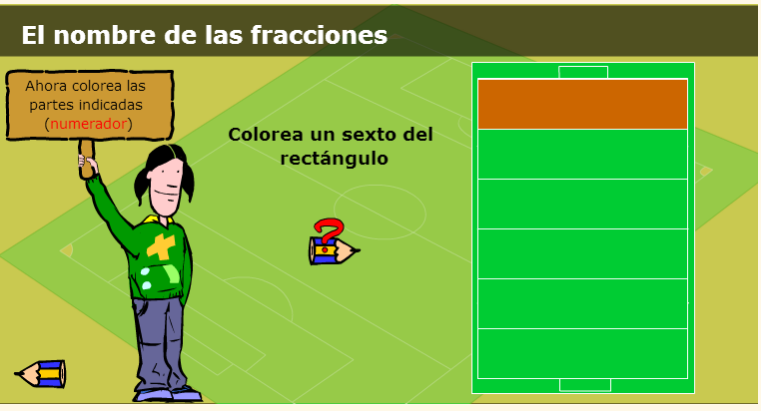 El nombre de las fracciones
Ahora colorea las
partes indicadas
(numerador)
Colorea un sexto del
rectángulo
?